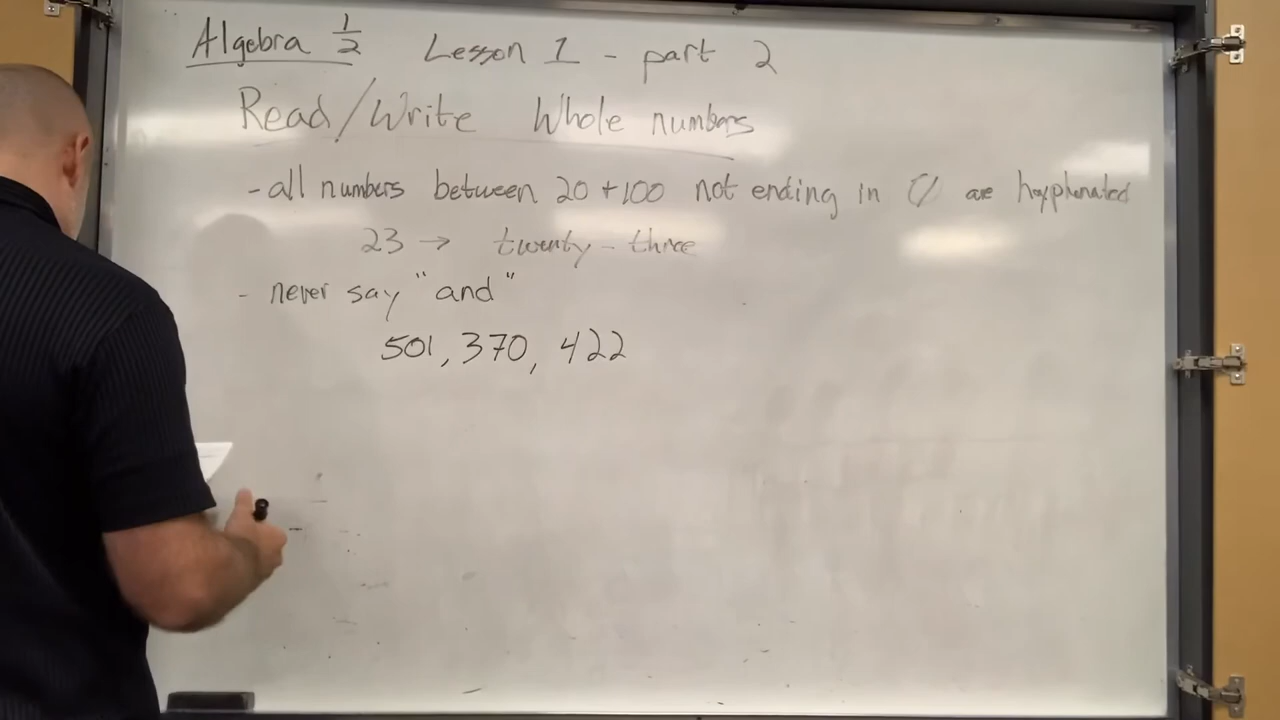 Algebra 1/2 Lesson 1 - part 2
Read/Write Whole numbers
- all numbers between 20 + 100 not ending in 0 are hyphenated
23 → twenty-three
- never say "and"
501, 370, 422